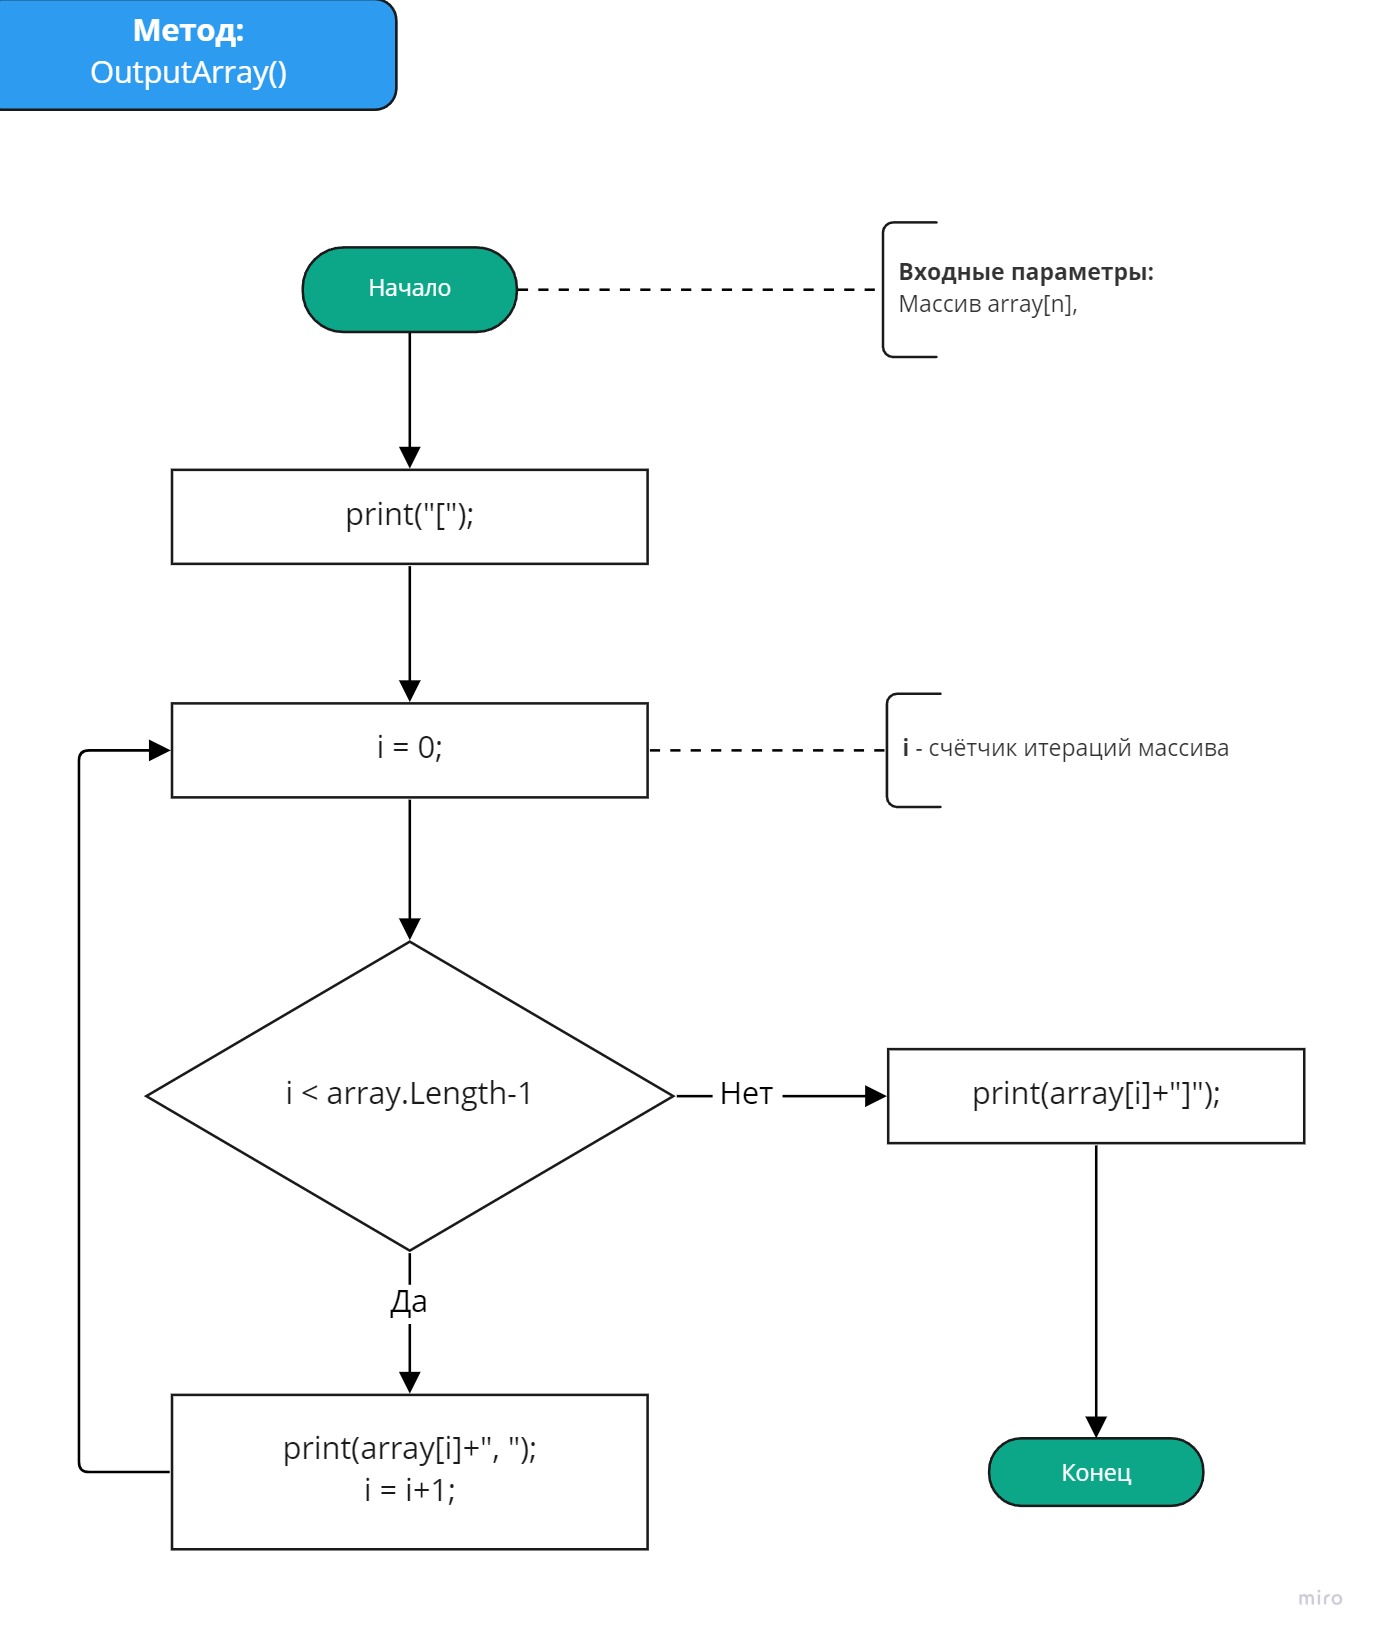 Метод:
OutputArray()
Начало
Входные параметры:
Массив array[n],
print("[");
i = 0;
i - счётчик итераций массива
i < array.Length-1
Нет
print(array[i]+"]");
Да
print(array[i]+", ");
i = i+1;
Конец
miro